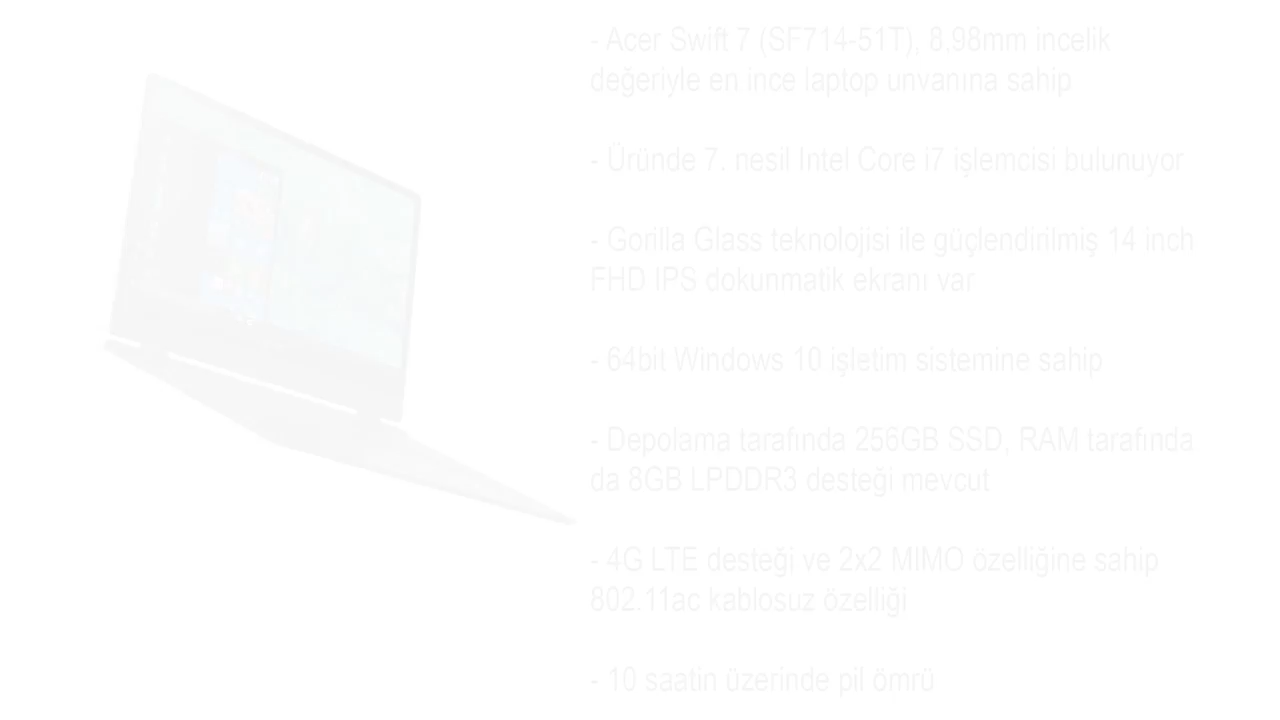 - Acer Swift 7 (SF714-51T), 8,98mm incelik
değeriyle en ince laptop unvanına sahip
- Üründe 7. nesil Intel Core i7 işlemcisi bulunuyor
- Gorilla Glass teknolojisi ile güçlendirilmiş 14 inch
FHD IPS dokunmatik ekranı var
- 64bit Windows 10 işletim sistemine sahip
- Depolama tarafında 256GB SSD, RAM tarafında
da 8GB LPDDR3 desteği mevcut
- 4G LTE desteği ve 2x2 MIMO özelliğine sahip
802.11ac kablosuz özelliği
- 10 saatin üzerinde pil ömrü